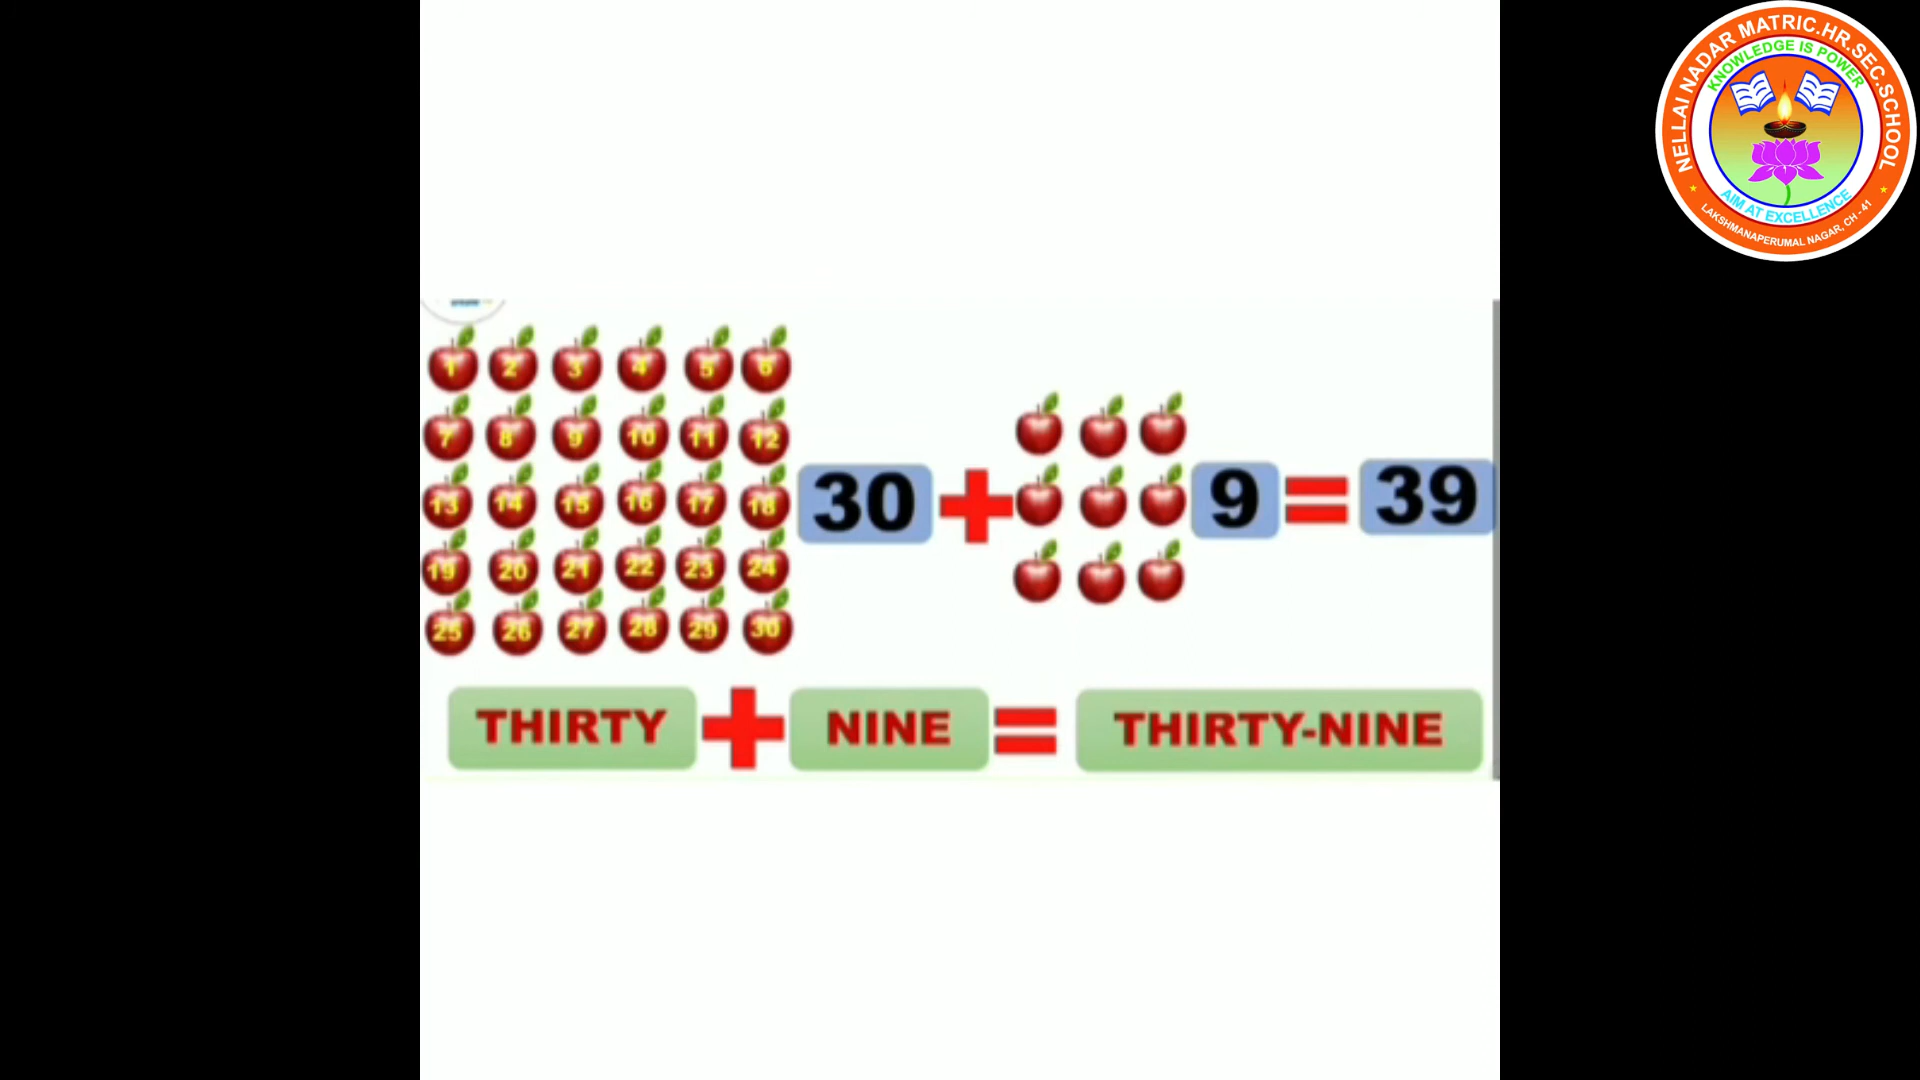 NELLAI NADAR MATRIC.HR.SEC.SCHOOL
KNOWLEDGE IS POWER
AIM AT EXCELLENCE
LAKSHMANAPERUMAL NAGAR, CH - 41
1 2 3 4 5 6
7 8 9 10 11 12
13 14 15 16 17 18
19 20 21 22 23 24
25 26 27 28 29 30
30 + 9 = 39
THIRTY + NINE = THIRTY-NINE